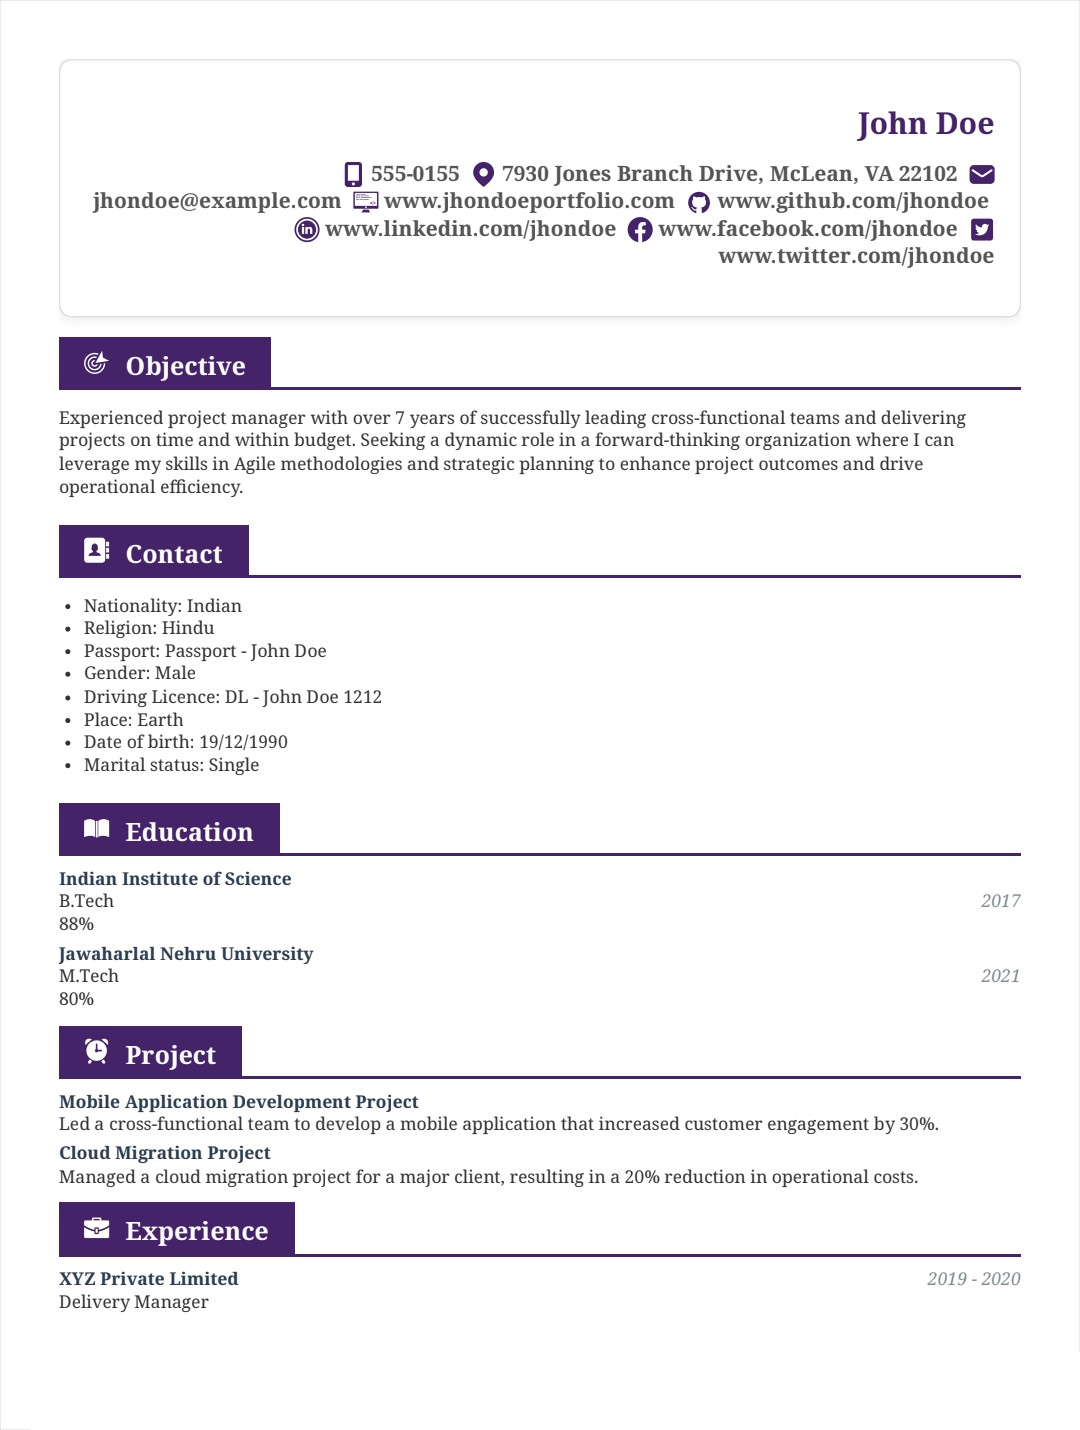 John Doe
555-0155 7930 Jones Branch Drive, McLean, VA 22102
jhondoe@example.com www.jhondoeportfolio.com www.github.com/jhondoe
www.linkedin.com/jhondoe www.facebook.com/jhondoe
www.twitter.com/jhondoe
Objective
Experienced project manager with over 7 years of successfully leading cross-functional teams and delivering
projects on time and within budget. Seeking a dynamic role in a forward-thinking organization where I can
leverage my skills in Agile methodologies and strategic planning to enhance project outcomes and drive
operational efficiency.
Contact
• Nationality: Indian
• Religion: Hindu
• Passport: Passport - John Doe
• Gender: Male
• Driving Licence: DL - John Doe 1212
• Place: Earth
• Date of birth: 19/12/1990
• Marital status: Single
Education
Indian Institute of Science
B.Tech 2017
88%
Jawaharlal Nehru University
M.Tech 2021
80%
Project
Mobile Application Development Project
Led a cross-functional team to develop a mobile application that increased customer engagement by 30%.
Cloud Migration Project
Managed a cloud migration project for a major client, resulting in a 20% reduction in operational costs.
Experience
XYZ Private Limited 2019 - 2020
Delivery Manager